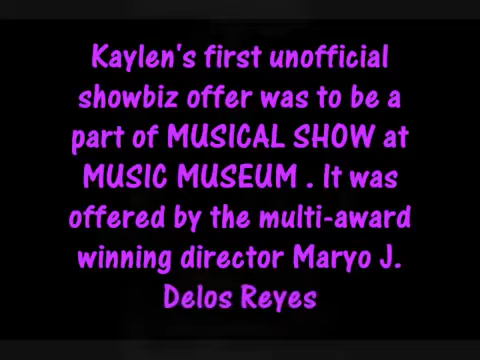 Kaylen's first unofficial
showbiz offer was to be a
part of MUSICAL SHOW at
MUSIC MUSEUM . It was
offered by the multi-award
winning director Maryo J.
Delos Reyes